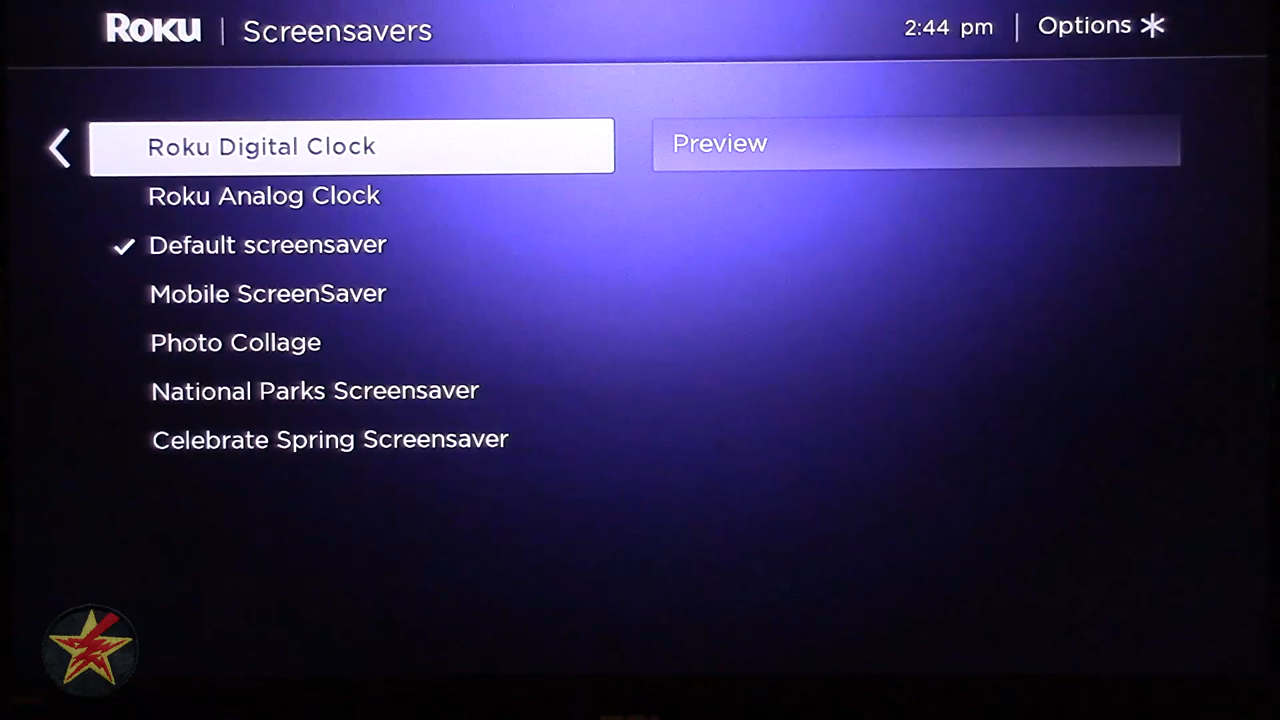 Roku | Screensavers
2:44 pm | Options *
Roku Digital Clock
Preview
Roku Analog Clock
Default screensaver
Mobile ScreenSaver
Photo Collage
National Parks Screensaver
Celebrate Spring Screensaver